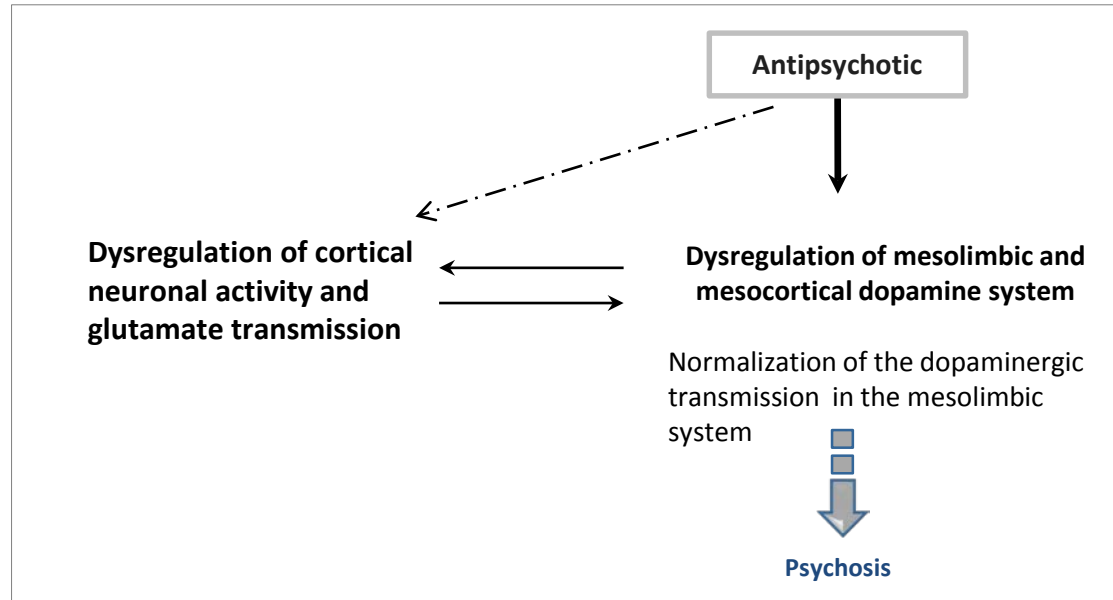 Antipsychotic
Dysregulation of cortical
neuronal activity and
glutamate transmission
Dysregulation of mesolimbic and
mesocortical dopamine system
Normalization of the dopaminergic
transmission  in the mesolimbic
system
Psychosis